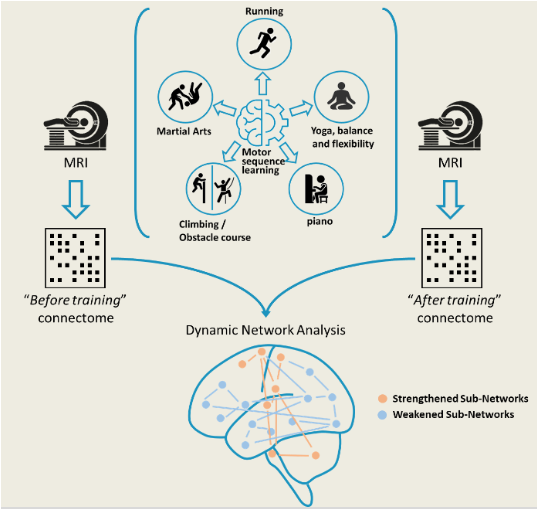 Running
Martial Arts
Yoga, balance
and flexibility
Motor
sequence
learning
Climbing /
Obstacle course
piano
MRI
MRI
“Before training”
connectome
“After training”
connectome
Dynamic Network Analysis
Strengthened Sub-Networks
Weakened Sub-Networks